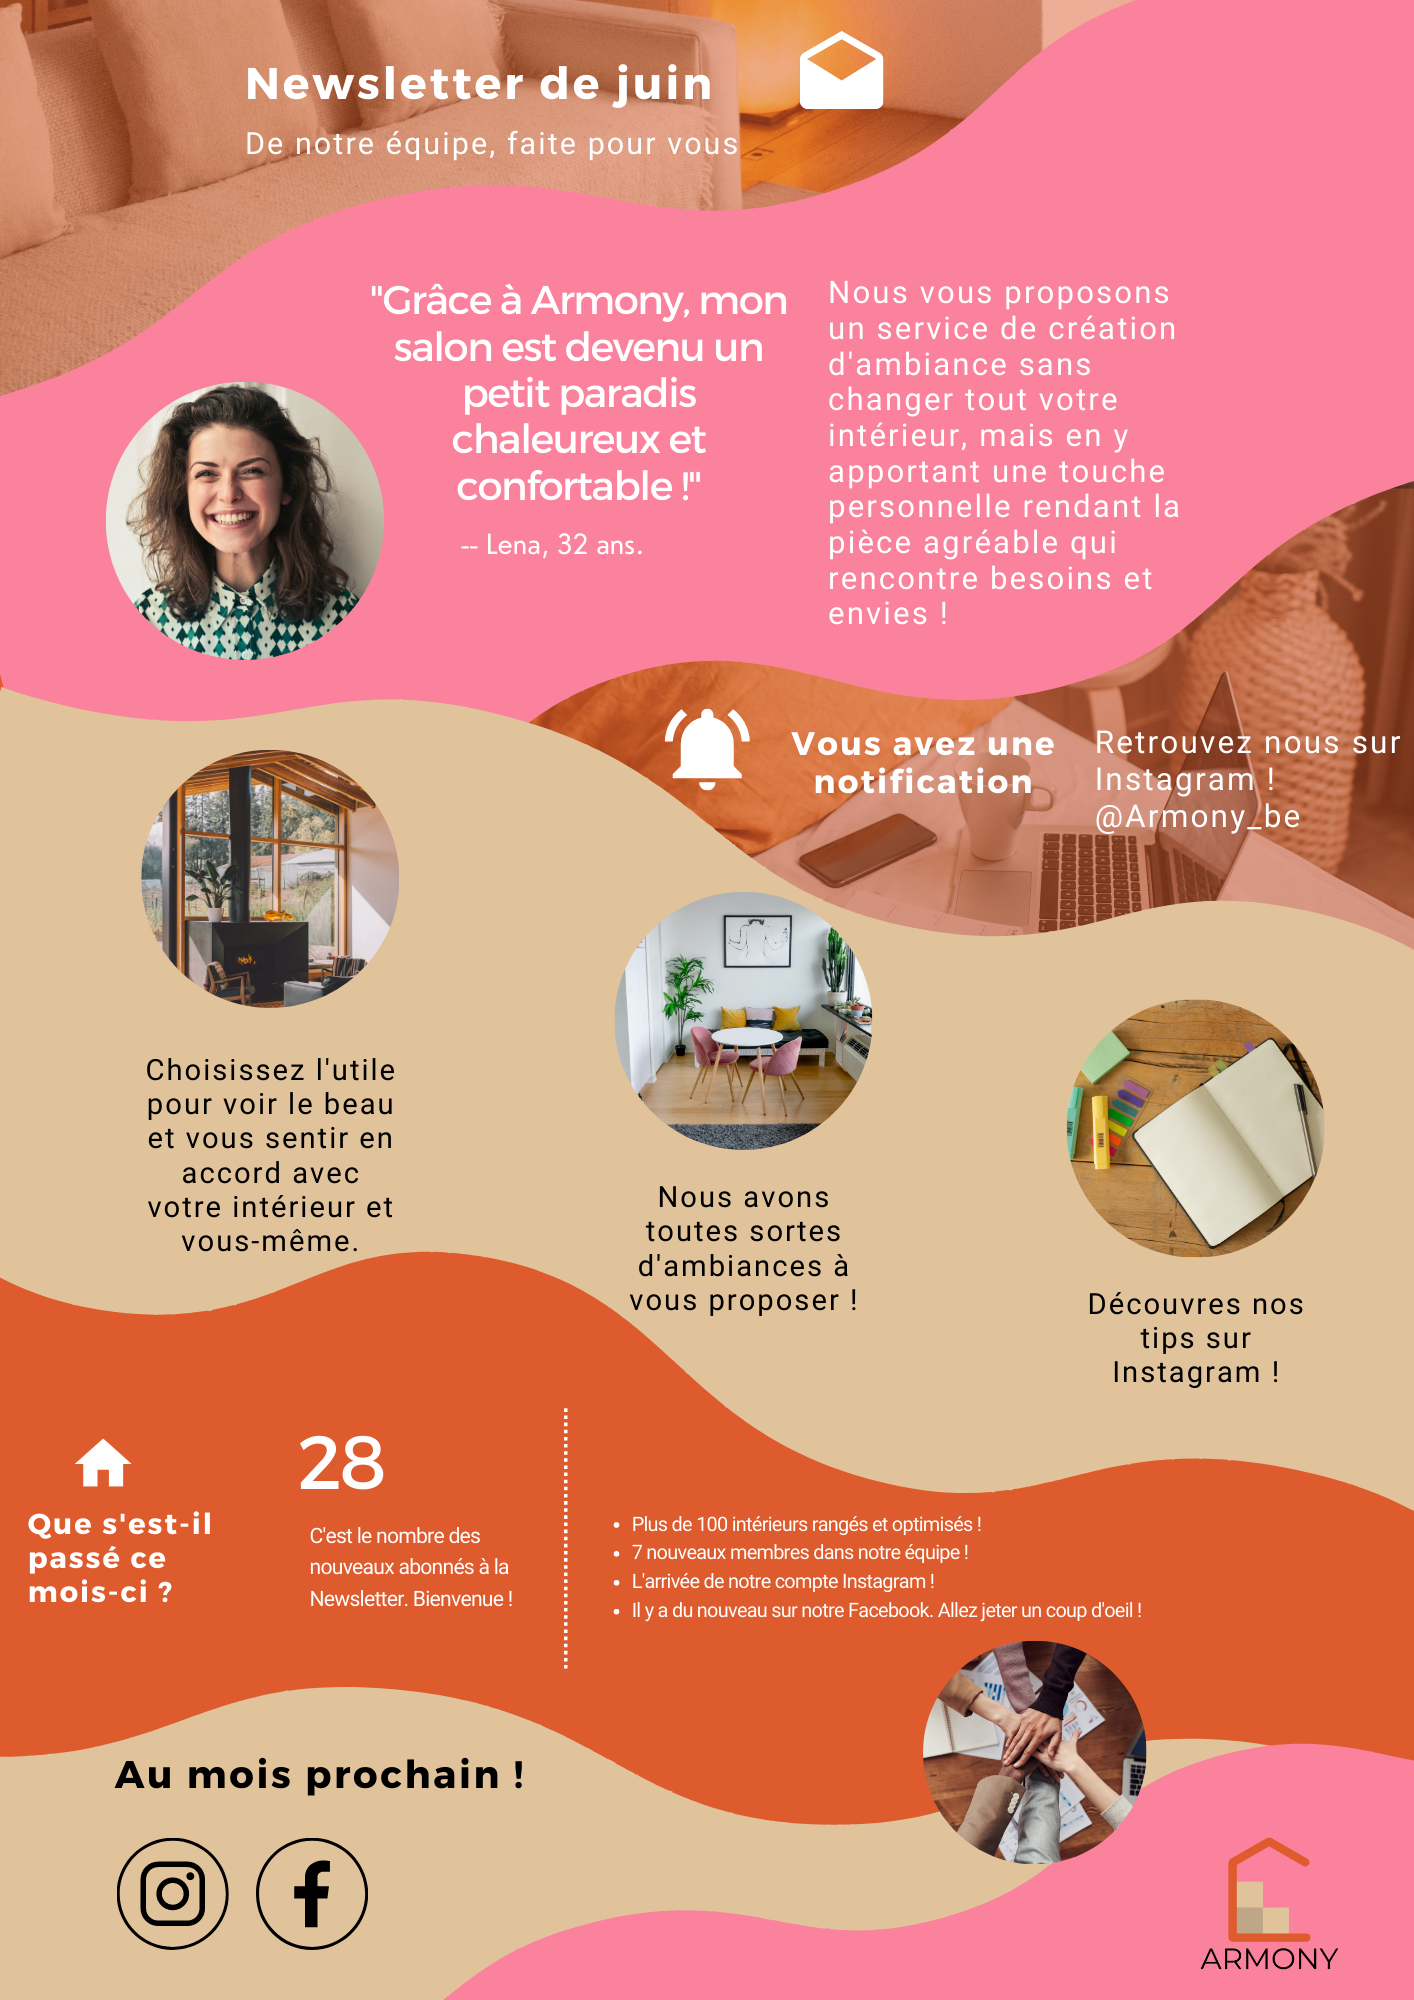 Newsletter de juin
De notre équipe, faite pour vous
"Grâce à Armony, mon
salon est devenu un
petit paradis
chaleureux et
confortable !"
-- Lena, 32 ans.
Nous vous proposons
un service de création
d'ambiance sans
changer tout votre
intérieur, mais en y
apportant une touche
personnelle rendant la
pièce agréable qui
rencontre besoins et
envies !
Vous avez une
notification
Retrouvez nous sur
Instagram !
@Armony_be
Choisissez l'utile
pour voir le beau
et vous sentir en
accord avec
votre intérieur et
vous-même.
Nous avons
toutes sortes
d'ambiances à
vous proposer !
Découvres nos
tips sur
Instagram !
Que s'est-il
passé ce
mois-ci ?
28
C'est le nombre des
nouveaux abonnés à la
Newsletter. Bienvenue !
• Plus de 100 intérieurs rangés et optimisés !
• 7 nouveaux membres dans notre équipe !
• L'arrivée de notre compte Instagram !
• Il y a du nouveau sur notre Facebook. Allez jeter un coup d'oeil !
Au mois prochain !
ARMONY